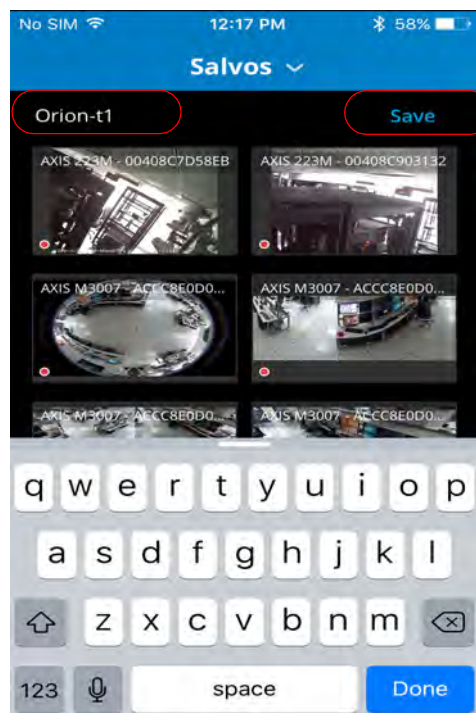 No SIM 12:17 PM 58%
Salvos
Orion-t1 Save
AXIS 223M - 00408C7D58EB AXIS 223M - 00408C903132
AXIS M3007 - ACCC8E0D0... AXIS M3007 - ACCC8E0D0...
AXIS M3007 - ACCC8E0D0... AXIS M3007 - ACCC8E0D0...
q w e r t y u i o p
a s d f g h j k l
z x c v b n m
123 space Done